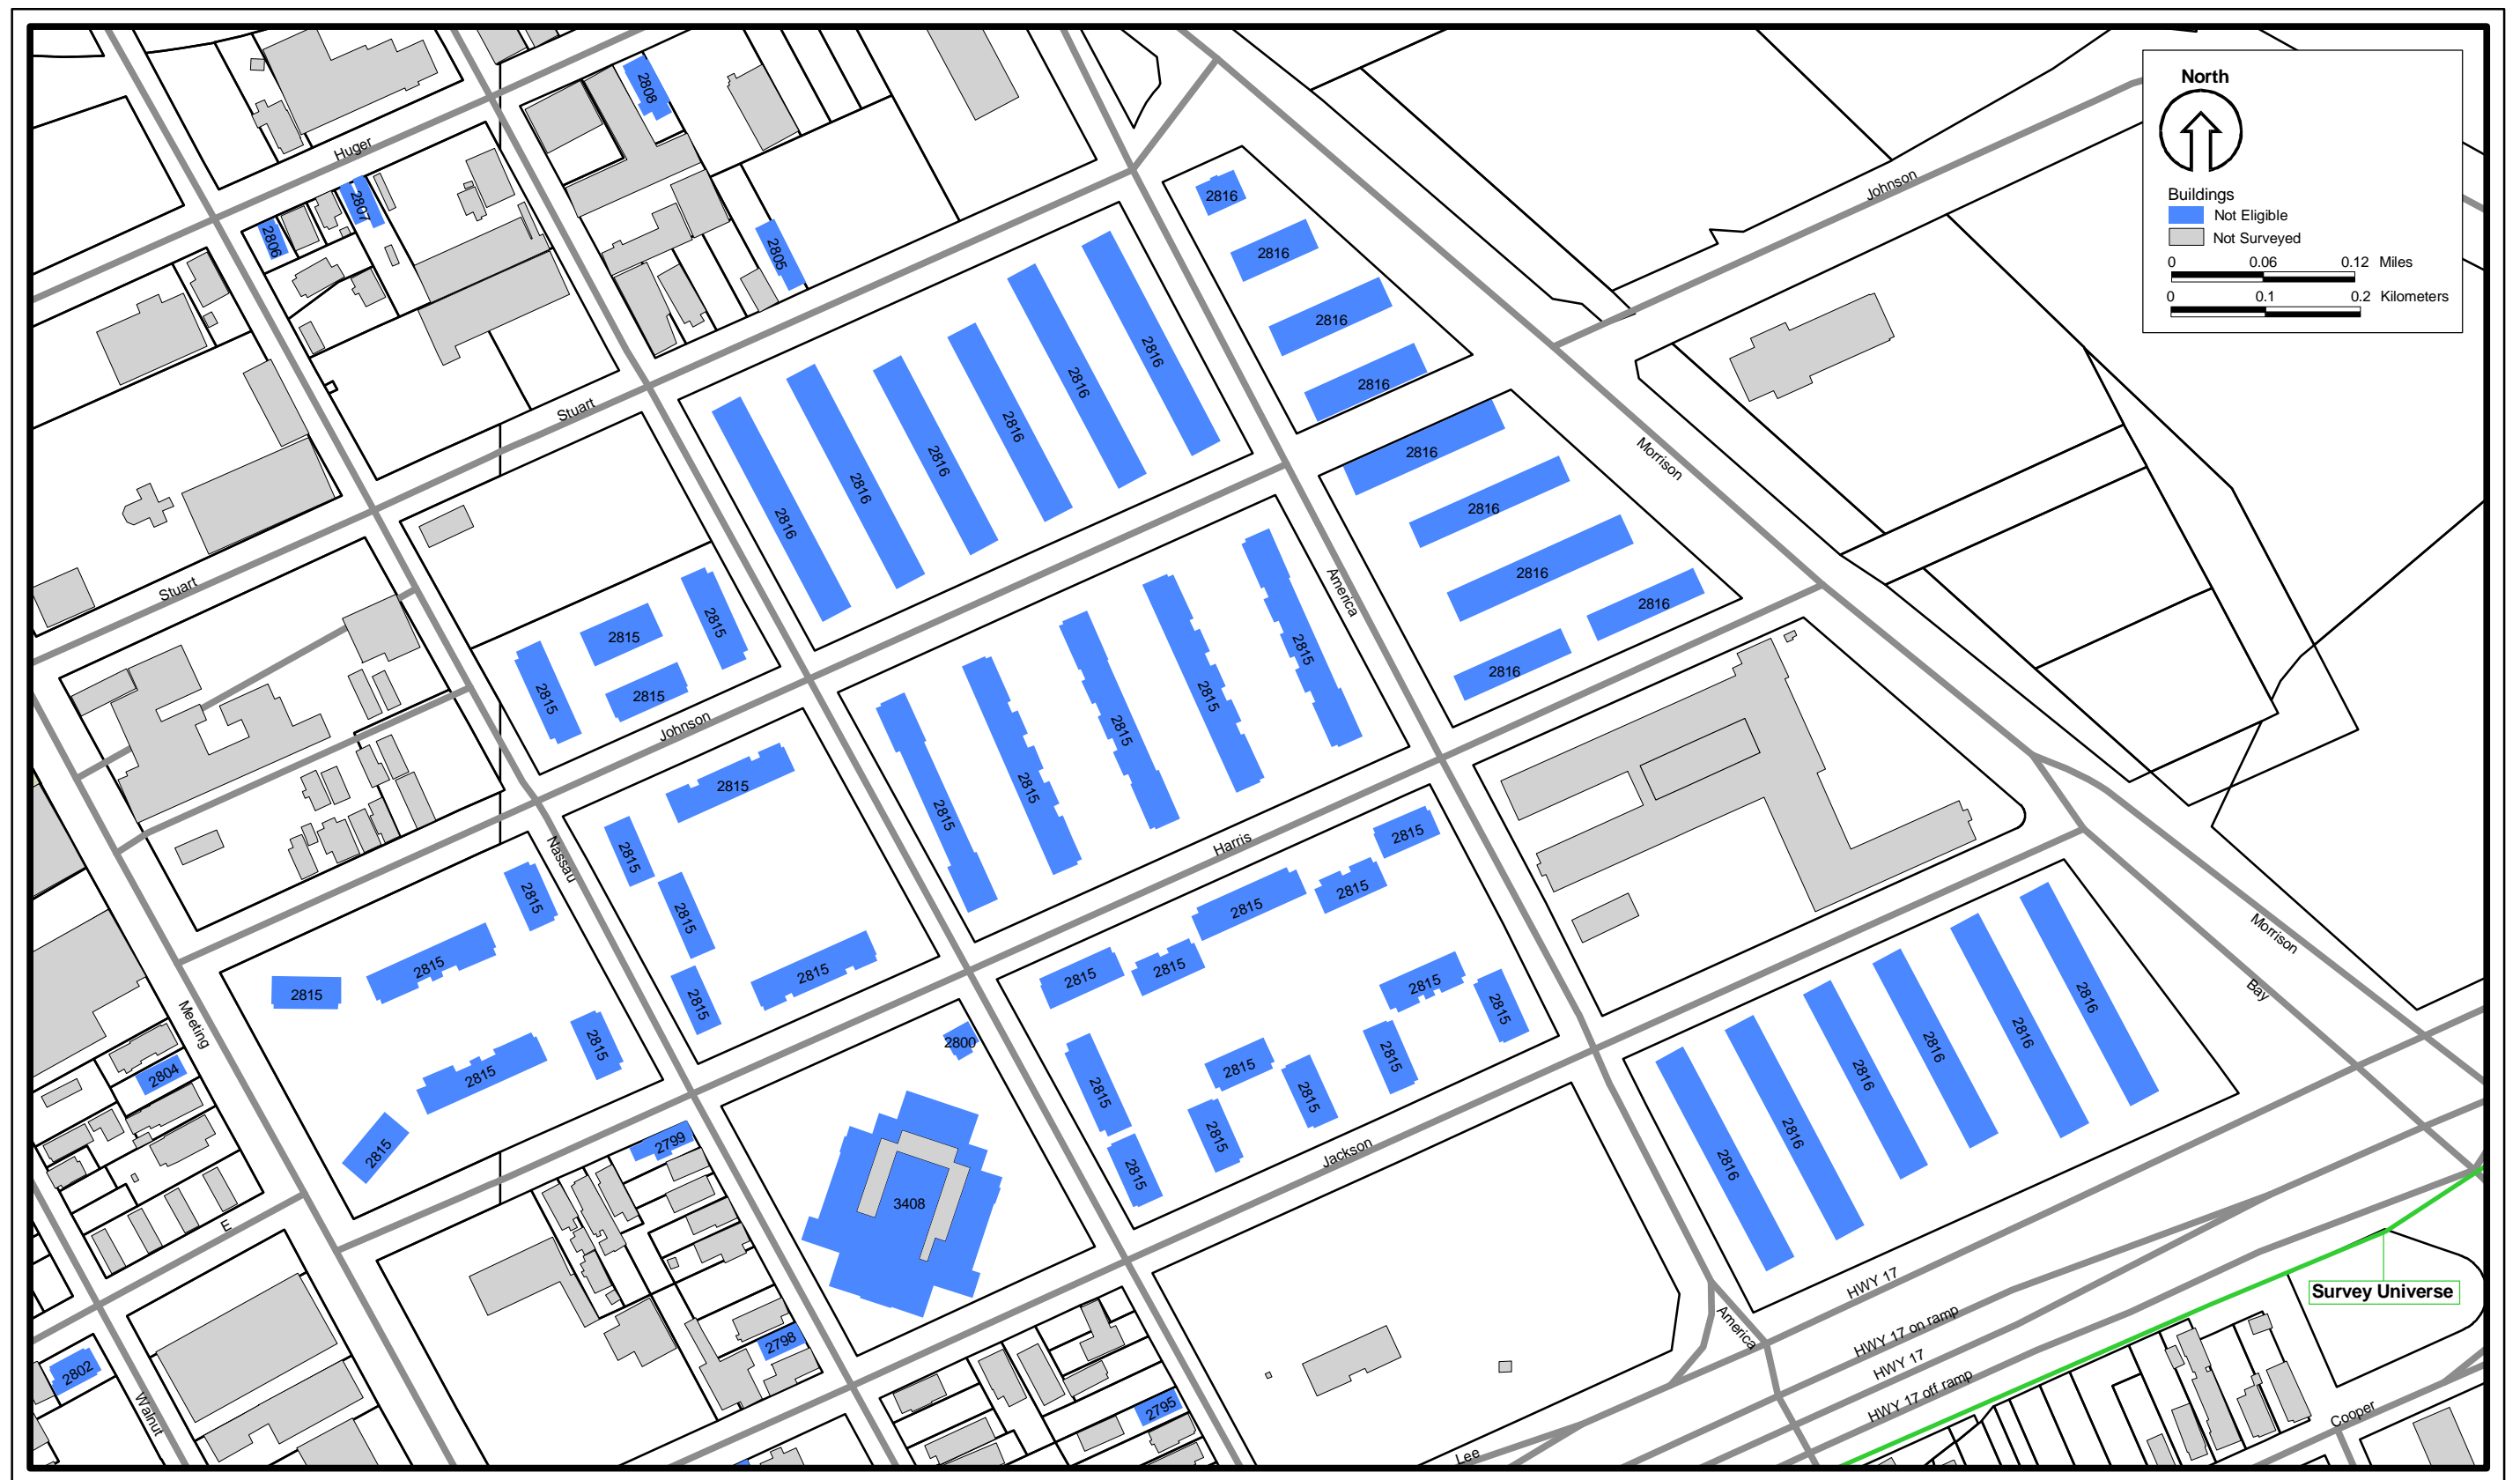 North
Buildings
Not Eligible
Not Surveyed
0 0.06 0.12 Miles
0 0.1 0.2 Kilometers
2808
Huger
2807
2806
2805
2816
2816
2816
2816
Johnson
2816
2816
2816
2816
2816
2816
Stuart
Stuart
2816
2816
2816
2816
2816
Morrison
America
2815
2815
2815
2815
Johnson
2815
2815
2815
2815
2815
Nassau
2815
2815
2815
2815
2815
Harris
2815
2815
2815
2815
2815
2815
2815
2815
2815
Meeting
2804
2815
2815
2815
2815
2815
2815
2815
2815
2815
2815
2815
2815
2815
Jackson
2800
3408
2799
2798
2795
2802
E
Walnut
2816
2816
2816
2816
2816
2816
Morrison
Bay
HWY 17
HWY 17 on ramp
HWY 17
HWY 17 off ramp
America
Lee
Cooper
Survey Universe